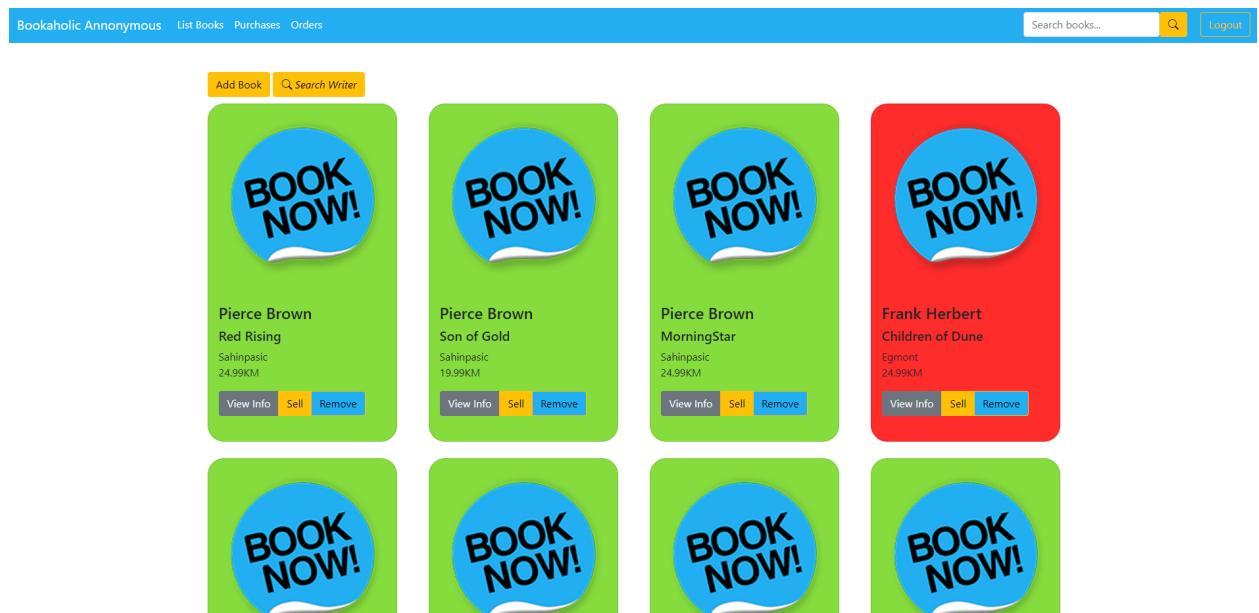 Bookaholic Annonymous List Books Purchases Orders Search books... Logout
Add Book Search Writer
BOOK
NOW!
BOOK
NOW!
BOOK
NOW!
BOOK
NOW!
Pierce Brown
Red Rising
Sahinpasic
24.99KM
View Info Sell Remove
Pierce Brown
Son of Gold
Sahinpasic
19.99KM
View Info Sell Remove
Pierce Brown
MorningStar
Sahinpasic
24.99KM
View Info Sell Remove
Frank Herbert
Children of Dune
Egmont
24.99KM
View Info Sell Remove
BOOK
NOW!
BOOK
NOW!
BOOK
NOW!
BOOK
NOW!